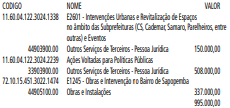 CODIGO NOME VALOR
11.60.04.122.3024.1338 E2601 - Intervenções Urbanas e Revitalização de Espaços
no âmbito das Subprefeituras (CS, Cademar, Samaro, Parelheiros, entre
outras) e Eventos
44903900.00 Outros Serviços de Terceiros - Pessoa Jurídica 150.000,00
11.60.04.122.3024.2239 Ações Voltadas para Políticas Públicas
33903900.00 Outros Serviços de Terceiros - Pessoa Jurídica 508.000,00
72.10.15.451.3022.1474 E1245 - Obras e Intervenção no Bairro de Sapopemba
44905100.00 Obras e Instalações 337.000,00
995.000,00